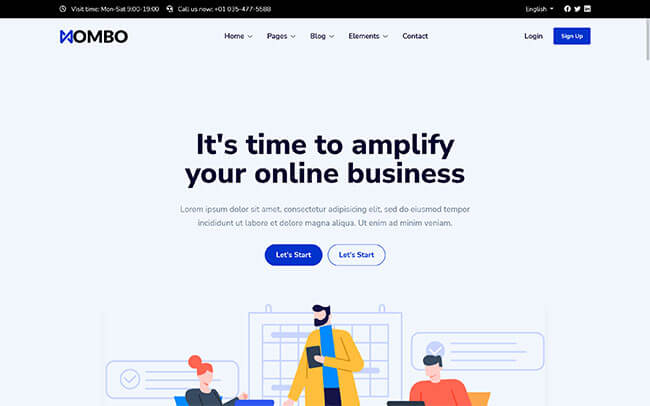 Visit time: Mon-Sat 9:00-19:00 Call us now: +01 035-477-5588 English
MOMBO Home Pages Blog Elements Contact Login Sign Up
It's time to amplify
your online business
Lorem ipsum dolor sit amet, consectetur adipisicing elit, sed do eiusmod tempor
incididunt ut labore et dolore magna aliqua. Ut enim ad minim veniam.
Let's Start Let's Start